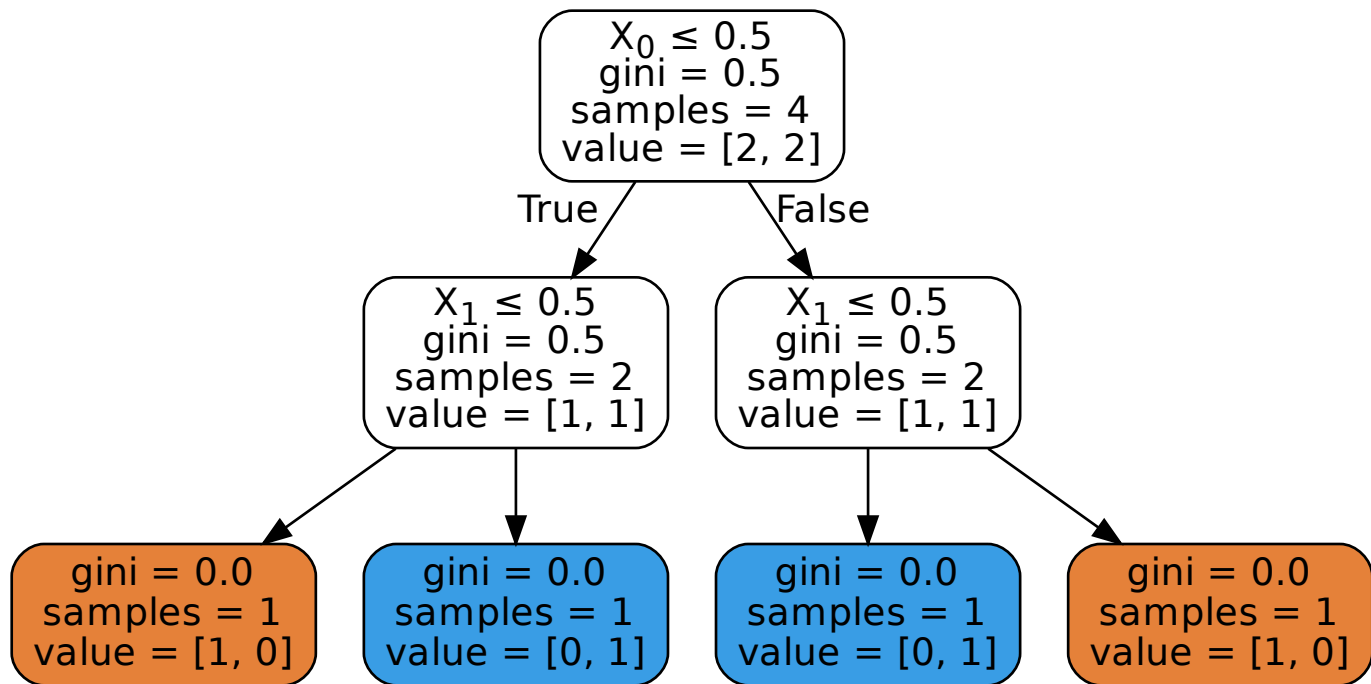 X₀ ≤ 0.5
gini = 0.5
samples = 4
value = [2, 2]
True
False
X₁ ≤ 0.5
gini = 0.5
samples = 2
value = [1, 1]
X₁ ≤ 0.5
gini = 0.5
samples = 2
value = [1, 1]
gini = 0.0
samples = 1
value = [1, 0]
gini = 0.0
samples = 1
value = [0, 1]
gini = 0.0
samples = 1
value = [0, 1]
gini = 0.0
samples = 1
value = [1, 0]